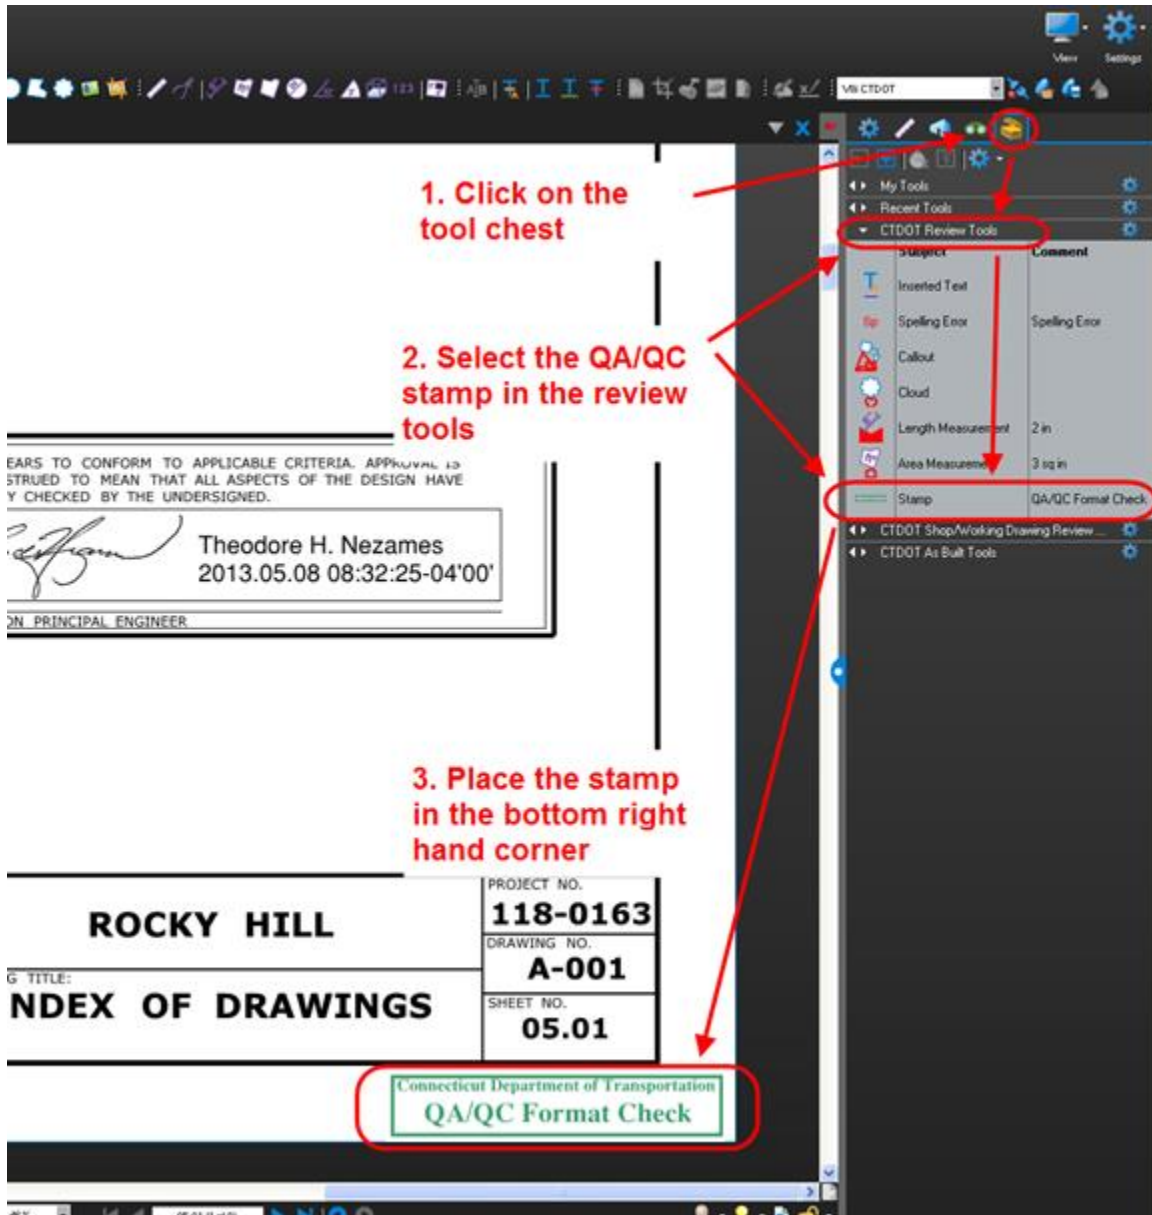 View
Settings
V8i CTDOT
1. Click on the
tool chest
My Tools
Recent Tools
CTDOT Review Tools
Subject Comment
Inserted Text
Sp Spelling Error Spelling Error
Callout
Cloud
Length Measurement 2 in
Area Measurement 3 sq in
Stamp QA/QC Format Check
CTDOT Shop/Working Drawing Review ...
CTDOT As Built Tools
2. Select the QA/QC
stamp in the review
tools
EARS TO CONFORM TO APPLICABLE CRITERIA. APPROVAL IS
STRUED TO MEAN THAT ALL ASPECTS OF THE DESIGN HAVE
Y CHECKED BY THE UNDERSIGNED.
Theodore H. Nezames
2013.05.08 08:32:25-04'00'
ON PRINCIPAL ENGINEER
3. Place the stamp
in the bottom right
hand corner
ROCKY HILL
PROJECT NO.
118-0163
DRAWING NO.
A-001
G TITLE:
NDEX OF DRAWINGS
SHEET NO.
05.01
Connecticut Department of Transportation
QA/QC Format Check